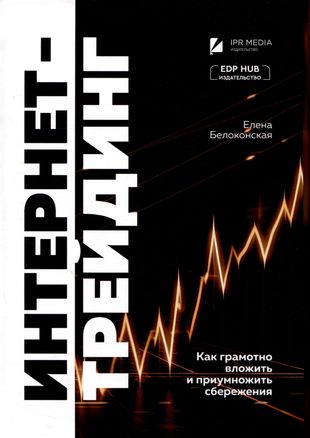 IPR MEDIA
ИЗДАТЕЛЬСТВО
EDP HUB
ИЗДАТЕЛЬСТВО
Елена
Белоконская
ИНТЕРНЕТ-
ТРЕЙДИНГ
Как грамотно
вложить
и приумножить
сбережения